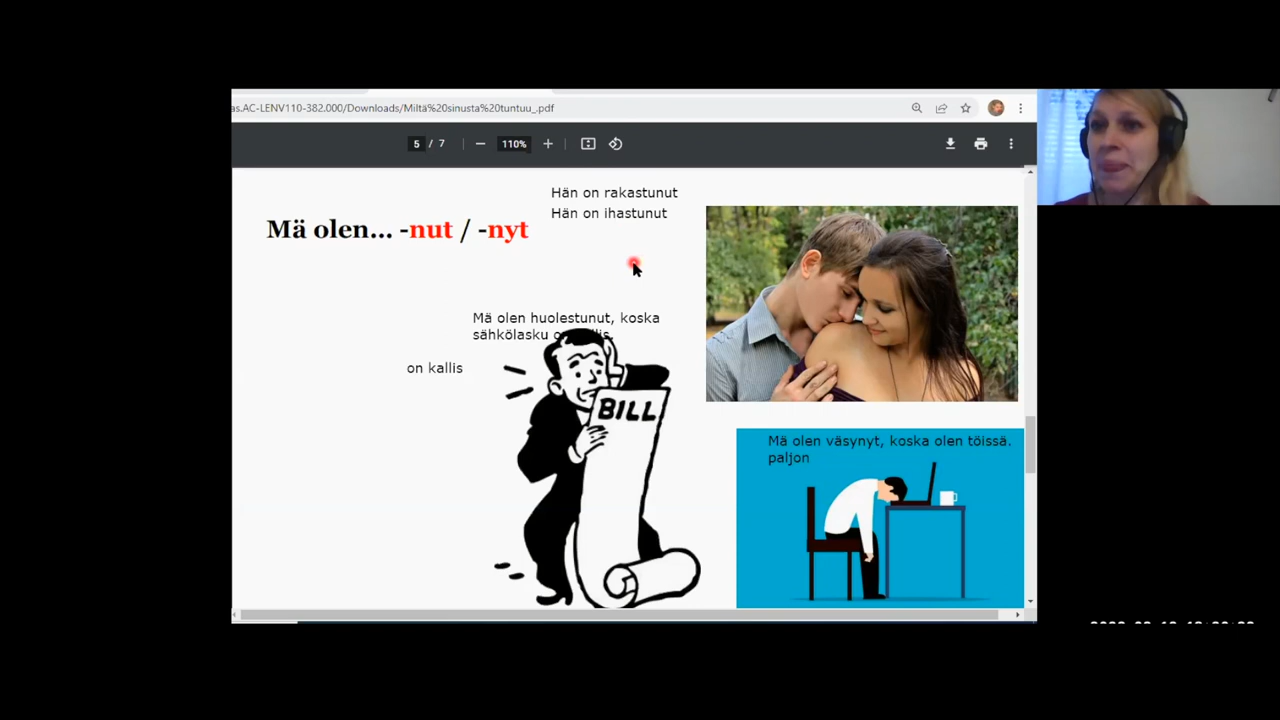 as.AC-LENV110-382.000/Downloads/Miltä%20sinusta%20tuntuu_.pdf
5 / 7
110%
Hän on rakastunut
Hän on ihastunut
Mä olen... -nut / -nyt
Mä olen huolestunut, koska
sähkölasku
on kallis
BILL
Mä olen väsynyt, koska olen töissä.
paljon